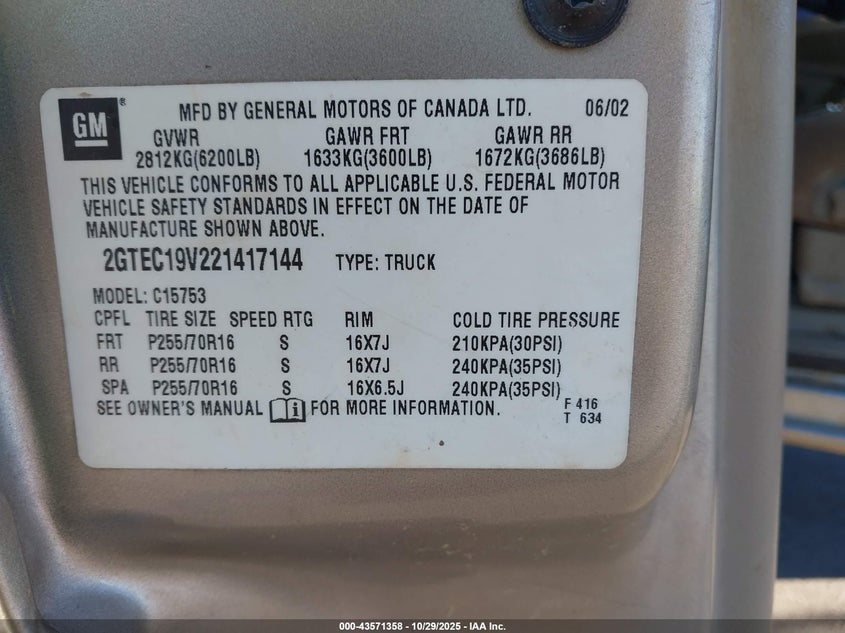 GM ® MFD BY GENERAL MOTORS OF CANADA LTD. 06/02
GVWR GAWR FRT GAWR RR
2812KG(6200LB) 1633KG(3600LB) 1672KG(3686LB)
THIS VEHICLE CONFORMS TO ALL APPLICABLE U.S. FEDERAL MOTOR
VEHICLE SAFETY STANDARDS IN EFFECT ON THE DATE OF
MANUFACTURE SHOWN ABOVE.
2GTEC19V221417144 TYPE: TRUCK
MODEL: C15753
CPFL TIRE SIZE SPEED RTG RIM COLD TIRE PRESSURE
FRT P255/70R16 S 16X7J 210KPA(30PSI)
RR P255/70R16 S 16X7J 240KPA(35PSI)
SPA P255/70R16 S 16X6.5J 240KPA(35PSI)
SEE OWNER'S MANUAL i FOR MORE INFORMATION. F 416
T 634
000-43571358 - 10/29/2025 - IAA Inc.